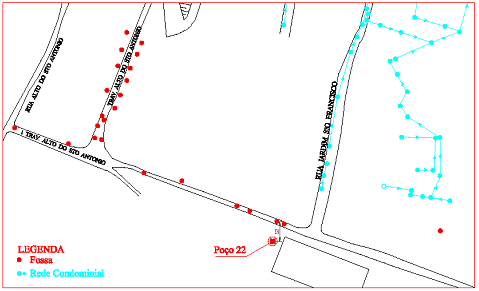 RUA ALTO DO STO ANTONIO
TRAV ALTO DO STO ANTONIO
RUA JARDIM STO FRANCISCO
1 TRAV ALTO DO STO ANTONIO
Poço 22
LEGENDA
Fossa
Rede Condominial